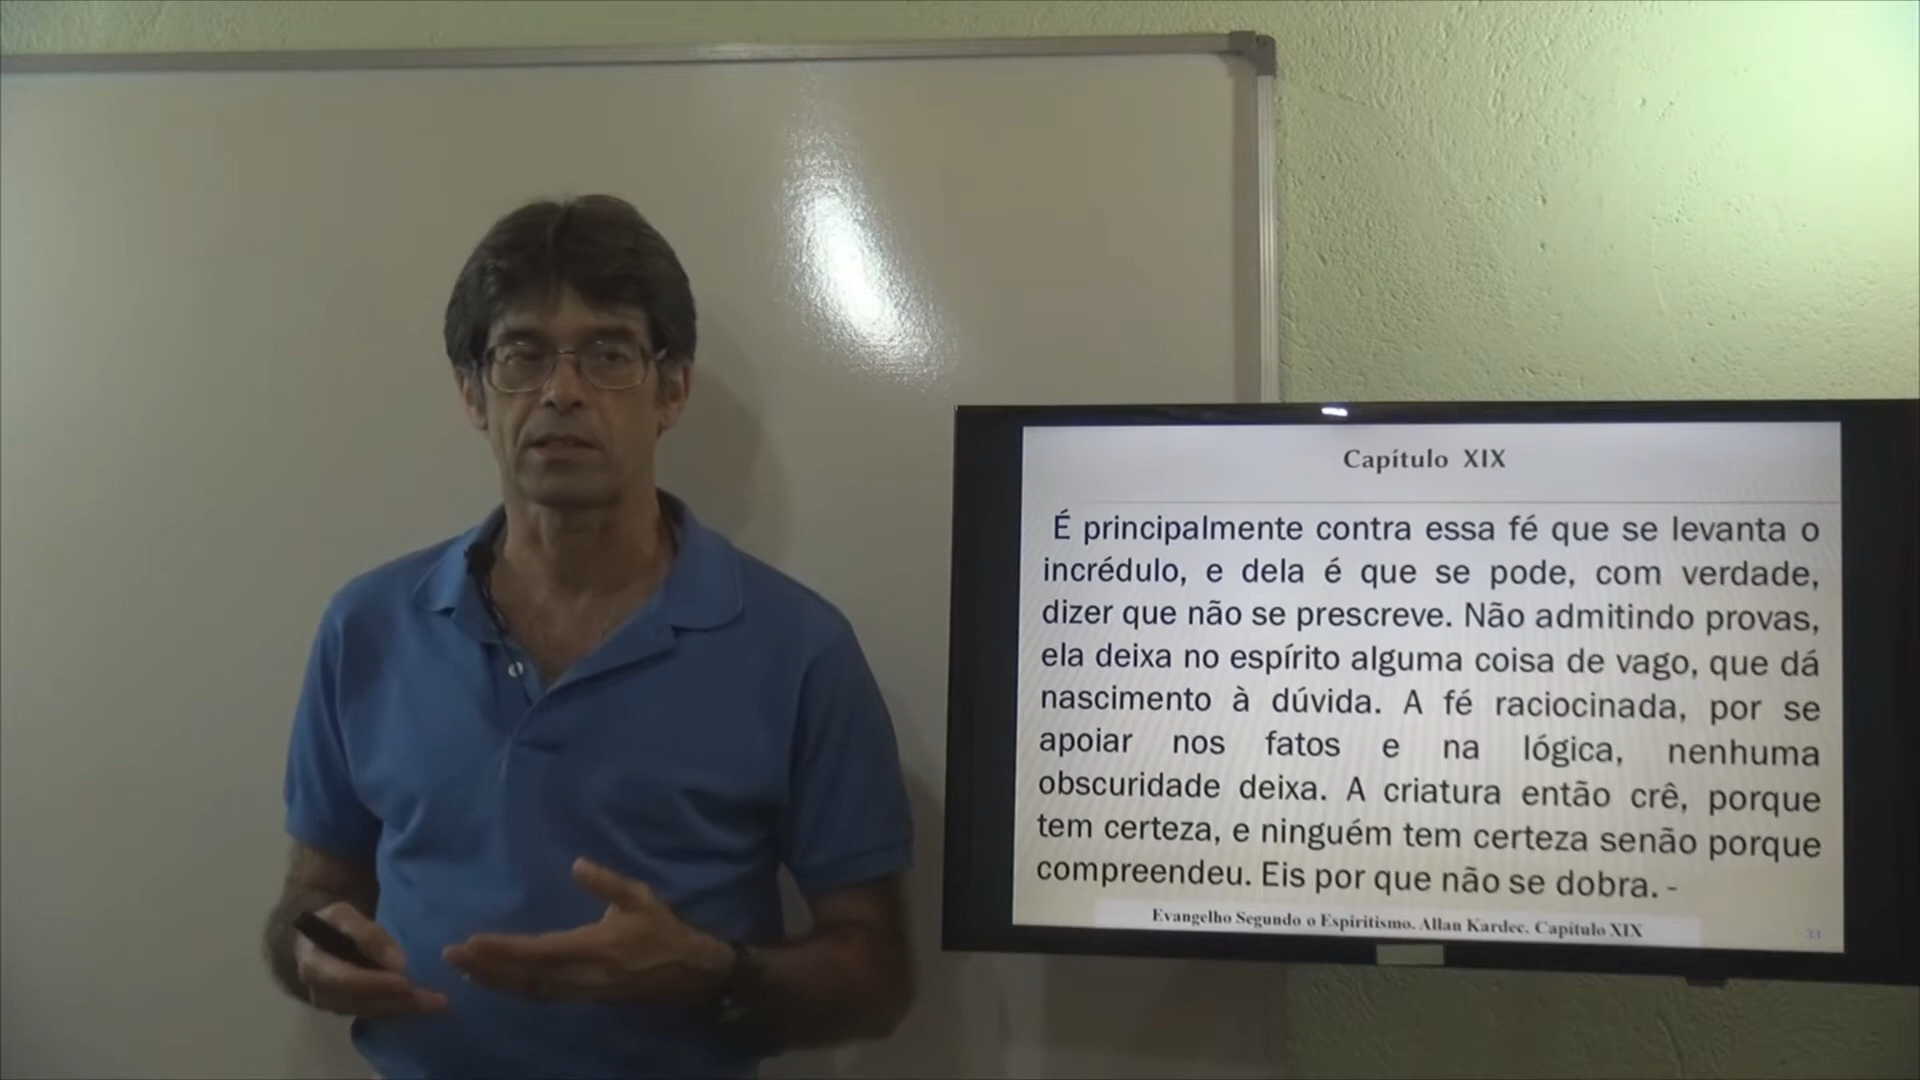 Capítulo XIX
É principalmente contra essa fé que se levanta o
incrédulo, e dela é que se pode, com verdade,
dizer que não se prescreve. Não admitindo provas,
ela deixa no espírito alguma coisa de vago, que dá
nascimento à dúvida. A fé raciocinada, por se
apoiar nos fatos e na lógica, nenhuma
obscuridade deixa. A criatura então crê, porque
tem certeza, e ninguém tem certeza senão porque
compreendeu. Eis por que não se dobra. -
Evangelho Segundo o Espiritismo. Allan Kardec. Capítulo XIX
33